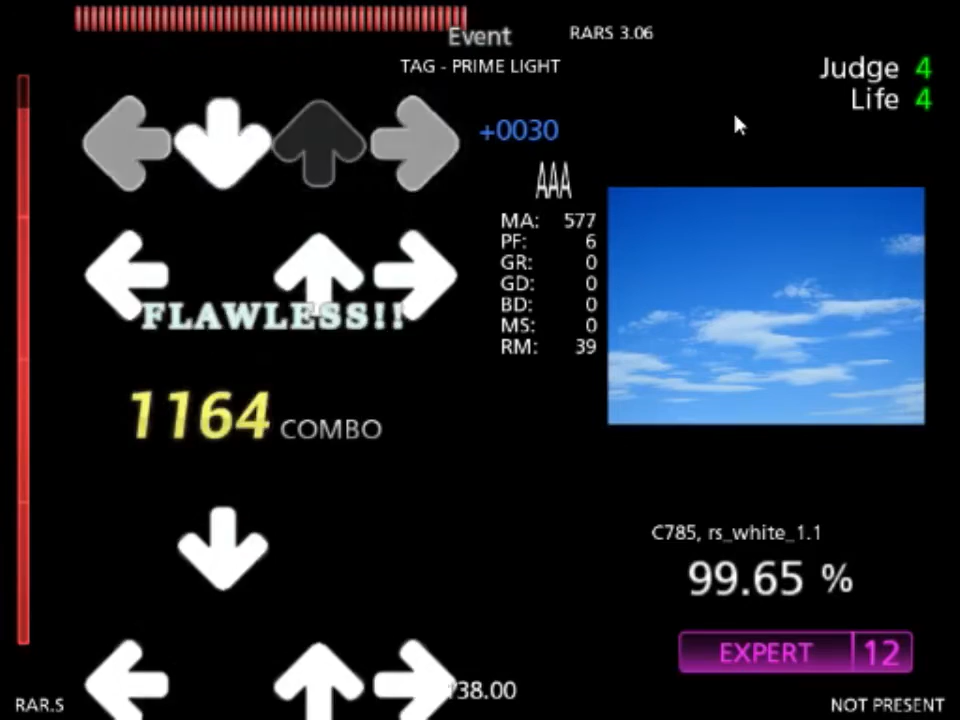 Event
RARS 3.06
TAG - PRIME LIGHT
Judge 4
Life 4
+0030
AAA
MA: 577
PF: 6
GR: 0
GD: 0
BD: 0
MS: 0
RM: 39
FLAWLESS!!
1164 COMBO
C785, rs_white_1.1
99.65 %
EXPERT 12
38.00
RAR.S
NOT PRESENT